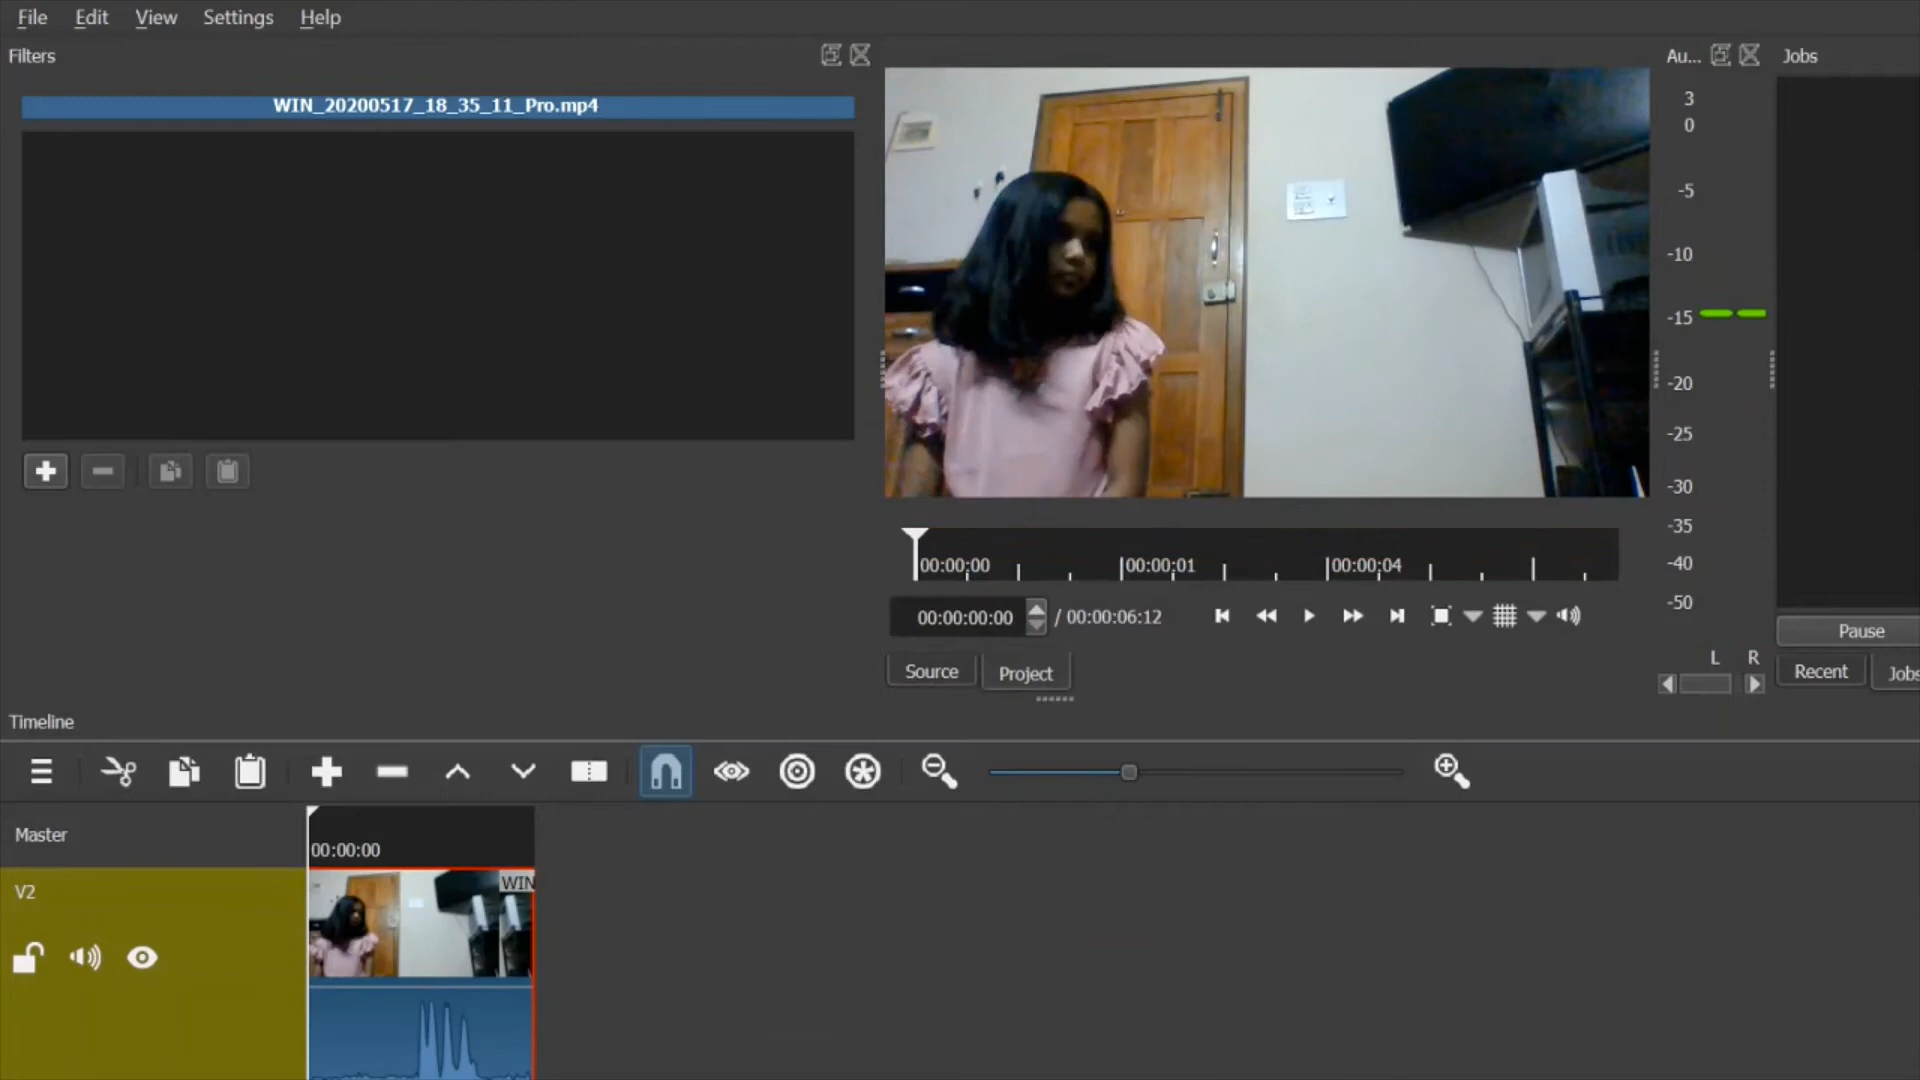 File Edit View Settings Help
Filters
Au... Jobs
WIN_20200517_18_35_11_Pro.mp4
3
0
-5
-10
-15
-20
-25
-30
-35
-40
-50
00:00:00 00:00:01 00:00:04
00:00:00:00 / 00:00:06:12
Pause
L R
Source Project
Recent Jobs
Timeline
Master
00:00:00
V2
WIN